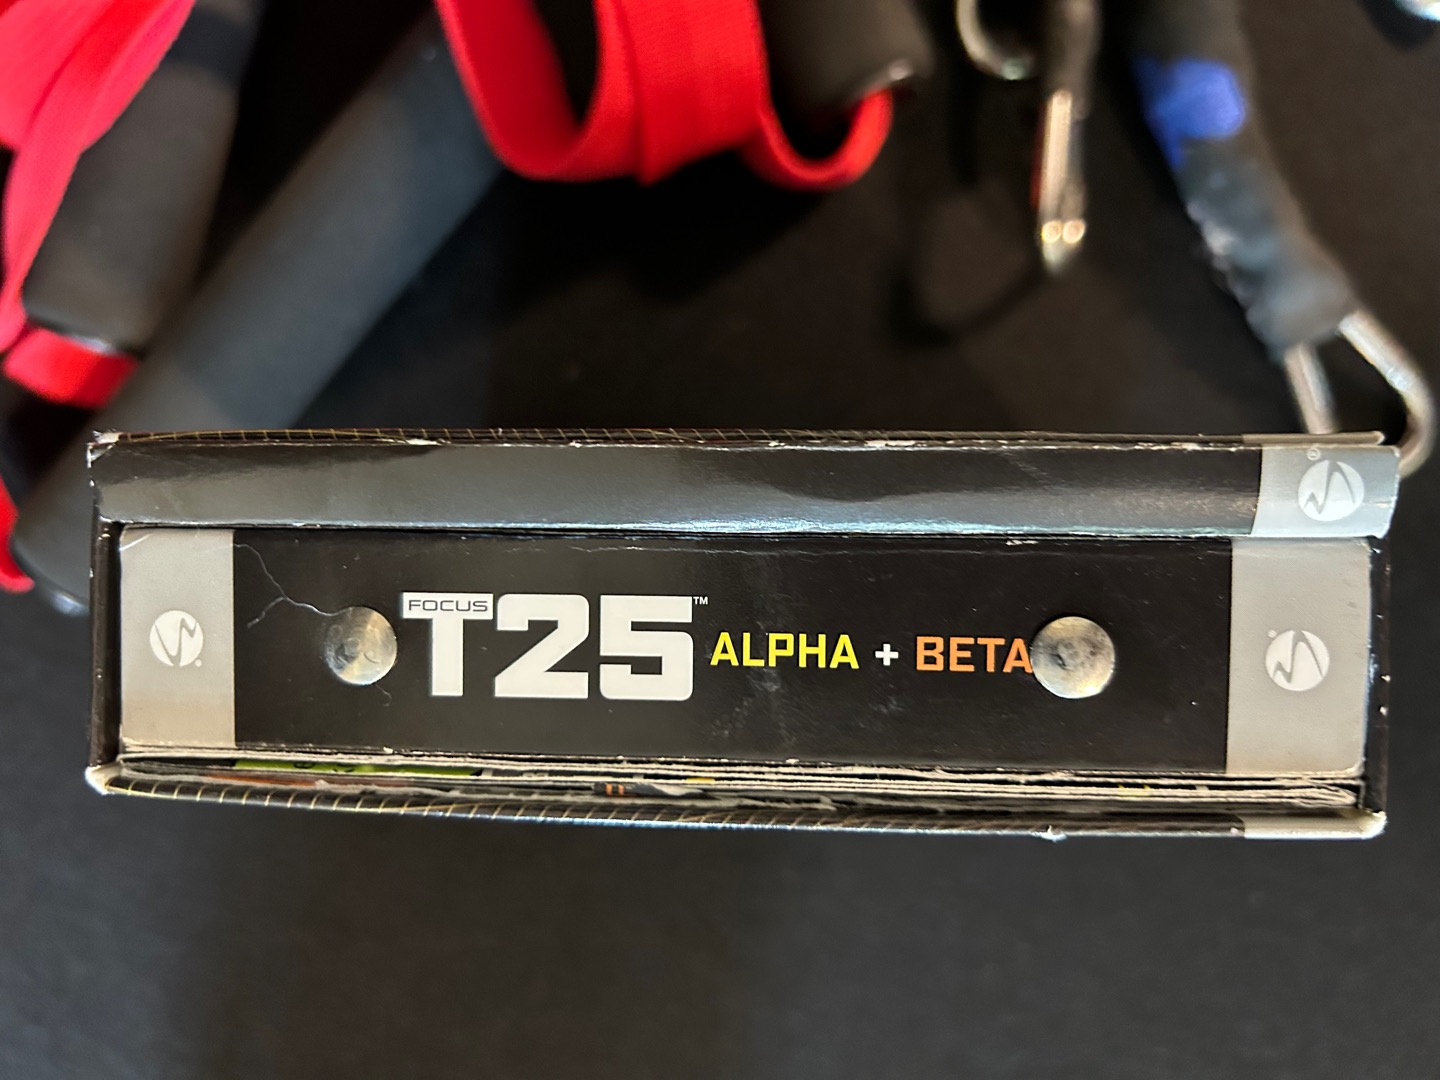 FOCUS
T25™ ALPHA + BETA